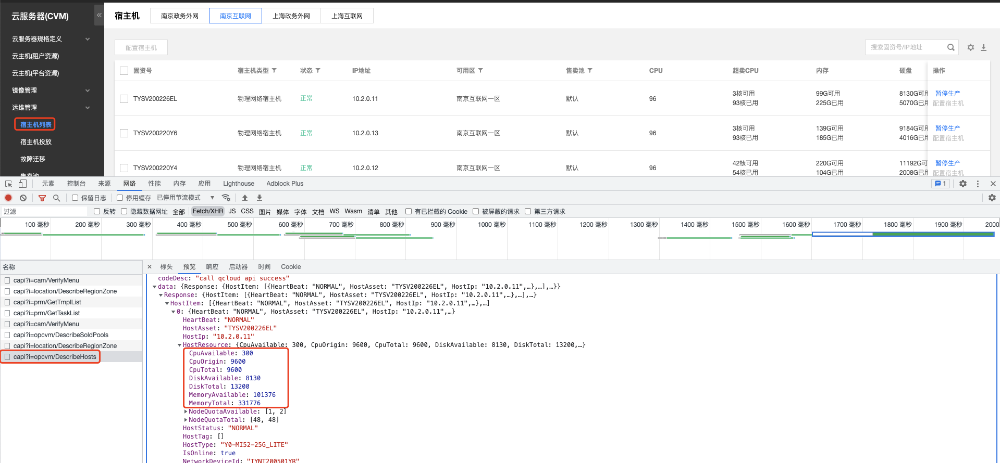 云服务器(CVM)
«
宿主机
南京政务外网
南京互联网
上海政务外网
上海互联网
云服务器规格定义
云主机(租户资源)
云主机(平台资源)
镜像管理
运维管理
宿主机列表
宿主机投放
故障迁移
售卖池
配置宿主机
搜索固资号/IP地址
固资号 宿主机类型 状态 IP地址 可用区 售卖池 CPU 超卖CPU 内存 硬盘 操作
TYSV200226EL 物理网络宿主机 正常 10.2.0.11 南京互联网一区 默认 96
3核可用 99G可用 8130G可用 暂停生产
93核已用 225G已用 5070G已用 配置宿主机
TYSV200220Y6 物理网络宿主机 正常 10.2.0.13 南京互联网一区 默认 96
3核可用 139G可用 9184G可用 暂停生产
93核已用 185G已用 4016G已用 配置宿主机
TYSV200220Y4 物理网络宿主机 正常 10.2.0.12 南京互联网一区 默认 96
42核可用 220G可用 11192G可 暂停生产
54核已用 104G已用 2008G已用 配置宿主机
元素 控制台 来源 网络 性能 内存 应用 Lighthouse Adblock Plus 1
保留日志 停用缓存 已停用节流模式
过滤 反转 隐藏数据网址 全部 Fetch/XHR JS CSS 图片 媒体 字体 文档 WS Wasm 清单 其他 有已拦截的 Cookie 被屏蔽的请求 第三方请求
100 毫秒 200 毫秒 300 毫秒 400 毫秒 500 毫秒 600 毫秒 700 毫秒 800 毫秒 900 毫秒 1000 毫秒 1100 毫秒 1200 毫秒 1300 毫秒 1400 毫秒 1500 毫秒 1600 毫秒 1700 毫秒 1800 毫秒 1900 毫秒 2000
名称
capi?i=cam/VerifyMenu
capi?i=location/DescribeRegionZone
capi?i=prm/GetTmplList
capi?i=prm/GetTaskList
capi?i=cam/VerifyMenu
capi?i=opcvm/DescribeSoldPools
capi?i=location/DescribeRegionZone
capi?i=opcvm/DescribeHosts
× 标头 预览 响应 启动器 时间 Cookie
codeDesc: "call qcloud api success"
data: {Response: {HostItem: [{HeartBeat: "NORMAL", HostAsset: "TYSV200226EL", HostIp: "10.2.0.11",…},…],…}}
Response: {HostItem: [{HeartBeat: "NORMAL", HostAsset: "TYSV200226EL", HostIp: "10.2.0.11",…},…],…}
HostItem: [{HeartBeat: "NORMAL", HostAsset: "TYSV200226EL", HostIp: "10.2.0.11",…},…]
0: {HeartBeat: "NORMAL", HostAsset: "TYSV200226EL", HostIp: "10.2.0.11",…}
HeartBeat: "NORMAL"
HostAsset: "TYSV200226EL"
HostIp: "10.2.0.11"
HostResource: {CpuAvailable: 300, CpuOrigin: 9600, CpuTotal: 9600, DiskAvailable: 8130, DiskTotal: 13200,…}
CpuAvailable: 300
CpuOrigin: 9600
CpuTotal: 9600
DiskAvailable: 8130
DiskTotal: 13200
MemoryAvailable: 101376
MemoryTotal: 331776
NodeQuotaAvailable: [1, 2]
NodeQuotaTotal: [48, 48]
HostStatus: "NORMAL"
HostTag: []
HostType: "Y0-MI52-25G_LITE"
IsOnline: true
NetworkDeviceId: "TYNT200501YR"